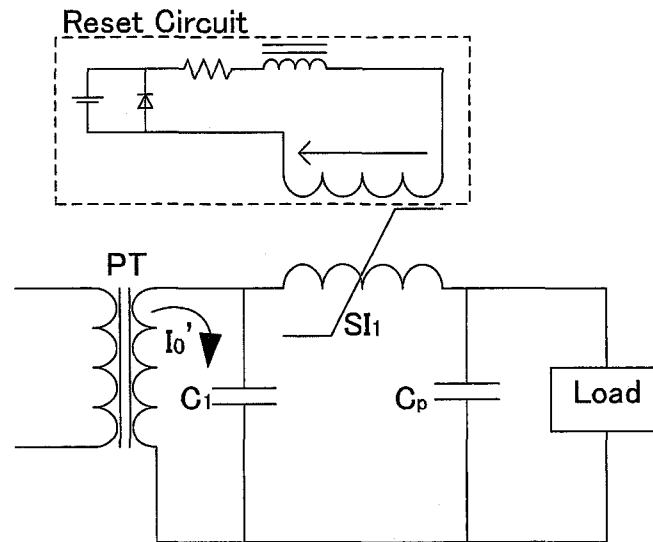 Reset Circuit
PT
I₀'
SI₁
C₁
Cₚ
Load